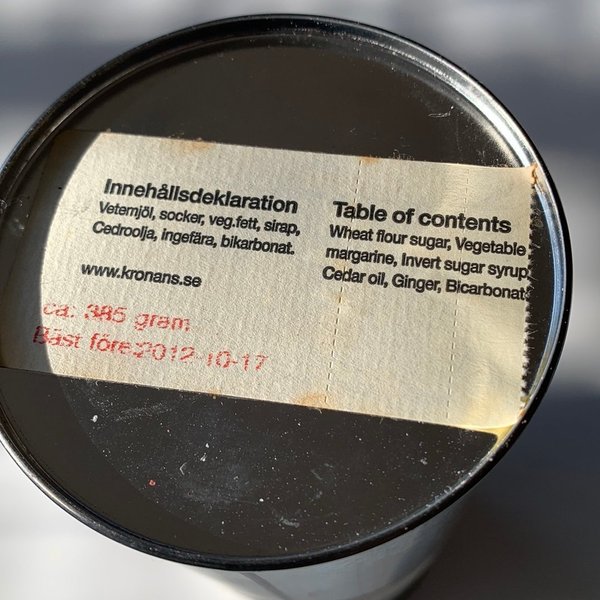 Innehållsdeklaration
Vetemjöl, socker, veg.fett, sirap,
Cedroolja, ingefära, bikarbonat.
www.kronans.se
ca: 385 gram
Bäst före:2012-10-17
Table of contents
Wheat flour sugar, Vegetable
margarine, Invert sugar syrup,
Cedar oil, Ginger, Bicarbonat.